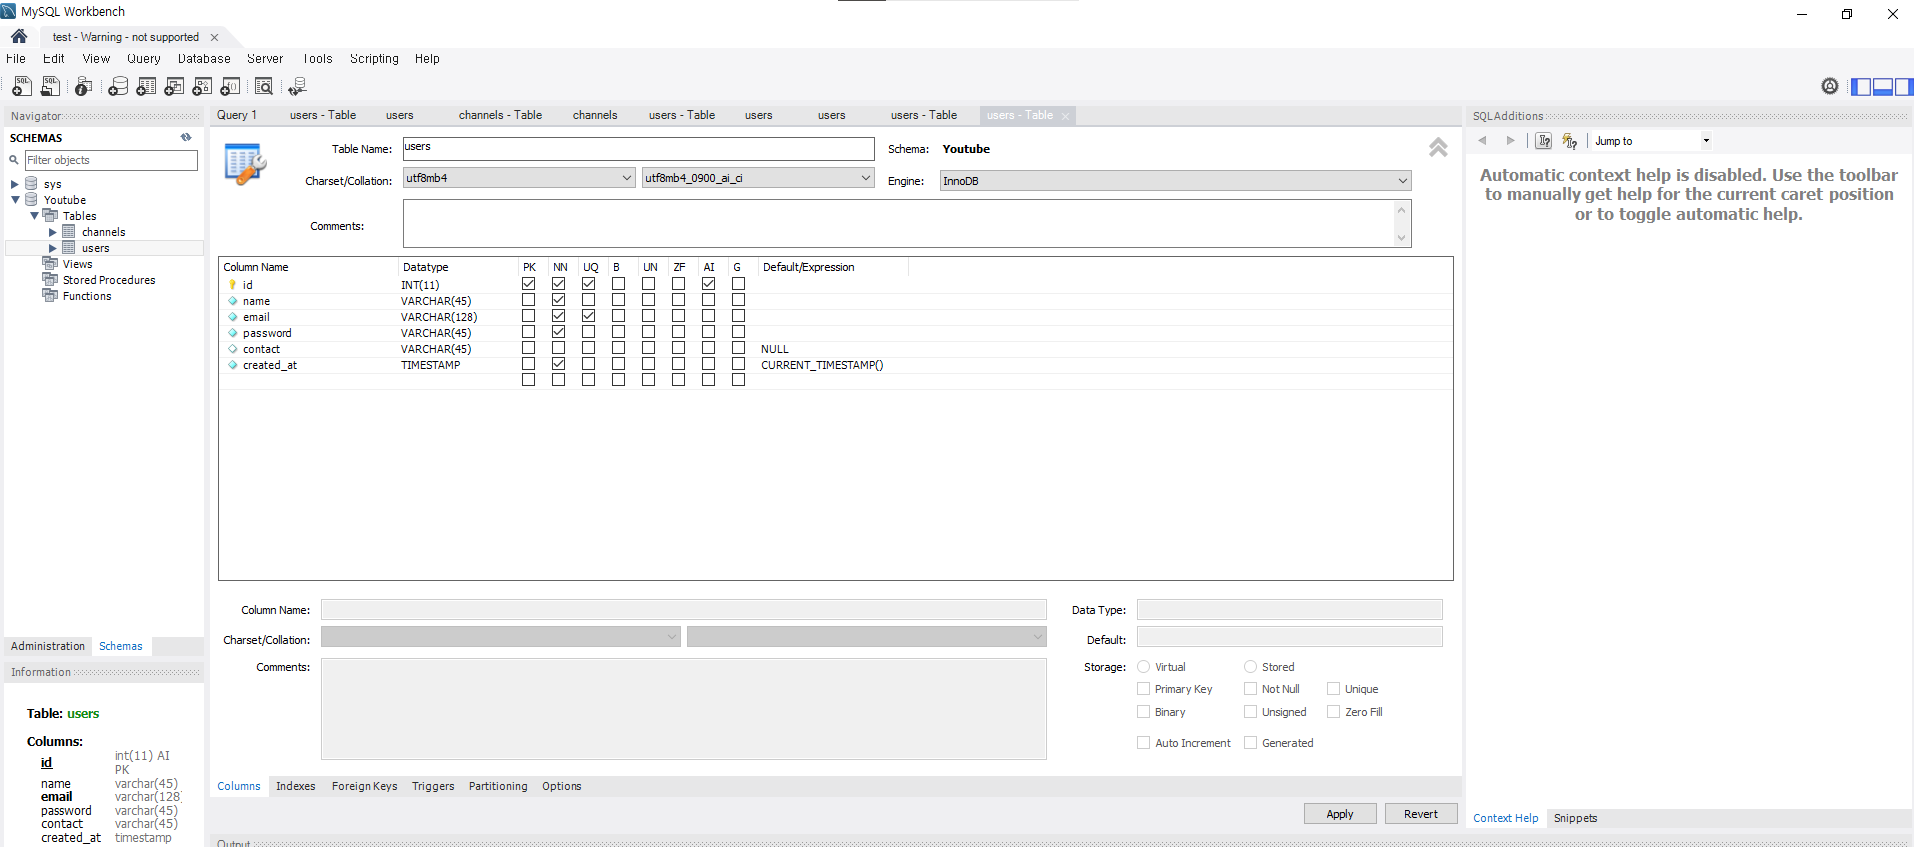 MySQL Workbench
test - Warning - not supported
File Edit View Query Database Server Tools Scripting Help
Navigator
SCHEMAS
Filter objects
sys
Youtube
Tables
channels
users
Views
Stored Procedures
Functions
Administration Schemas
Information
Table: users
Columns:
id int(11) AI PK
name varchar(45)
email varchar(128)
password varchar(45)
contact varchar(45)
created_at timestamp
Query 1 users - Table users channels - Table channels users - Table users users users - Table users - Table
Table Name: users Schema: Youtube
Charset/Collation: utf8mb4 utf8mb4_0900_ai_ci Engine: InnoDB
Comments:
Column Name Datatype PK NN UQ B UN ZF AI G Default/Expression
id INT(11)
name VARCHAR(45)
email VARCHAR(128)
password VARCHAR(45)
contact VARCHAR(45) NULL
created_at TIMESTAMP CURRENT_TIMESTAMP()
Column Name: Data Type:
Charset/Collation: Default:
Comments: Storage: Virtual Stored
Primary Key Not Null Unique
Binary Unsigned Zero Fill
Auto Increment Generated
Columns Indexes Foreign Keys Triggers Partitioning Options
Apply Revert
Output
SQLAdditions
Jump to
Automatic context help is disabled. Use the toolbar
to manually get help for the current caret position
or to toggle automatic help.
Context Help Snippets